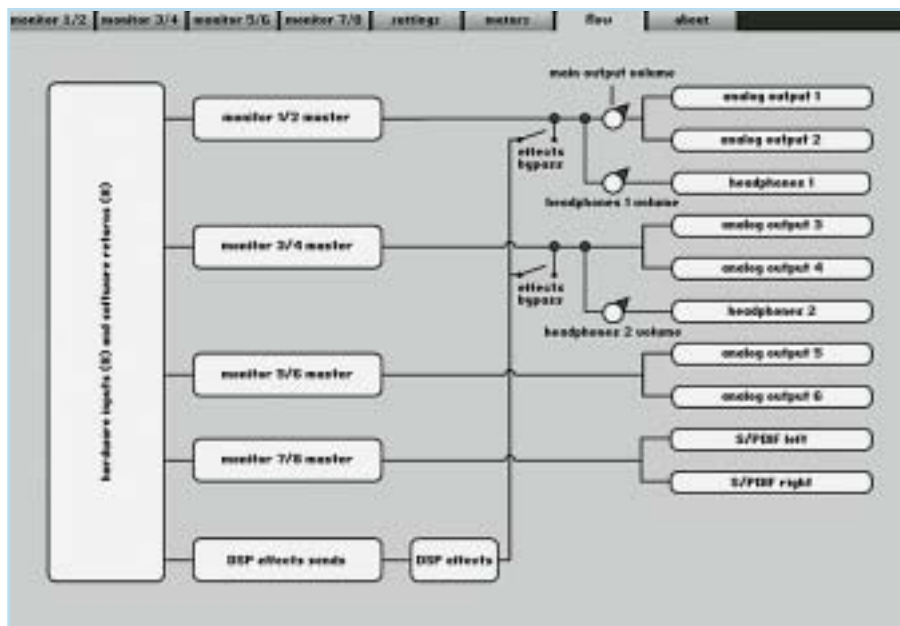 monitor 1/2 monitor 3/4 monitor 5/6 monitor 7/8 settings meters flow about
main output volume
analog output 1
monitor 1/2 master
analog output 2
effects
bypass
headphones 1
headphones 1 volume
hardware inputs (8) and software returns (8)
analog output 3
monitor 3/4 master
analog output 4
effects
bypass
headphones 2
headphones 2 volume
analog output 5
monitor 5/6 master
analog output 6
S/PDIF left
monitor 7/8 master
S/PDIF right
DSP effects sends
DSP effects